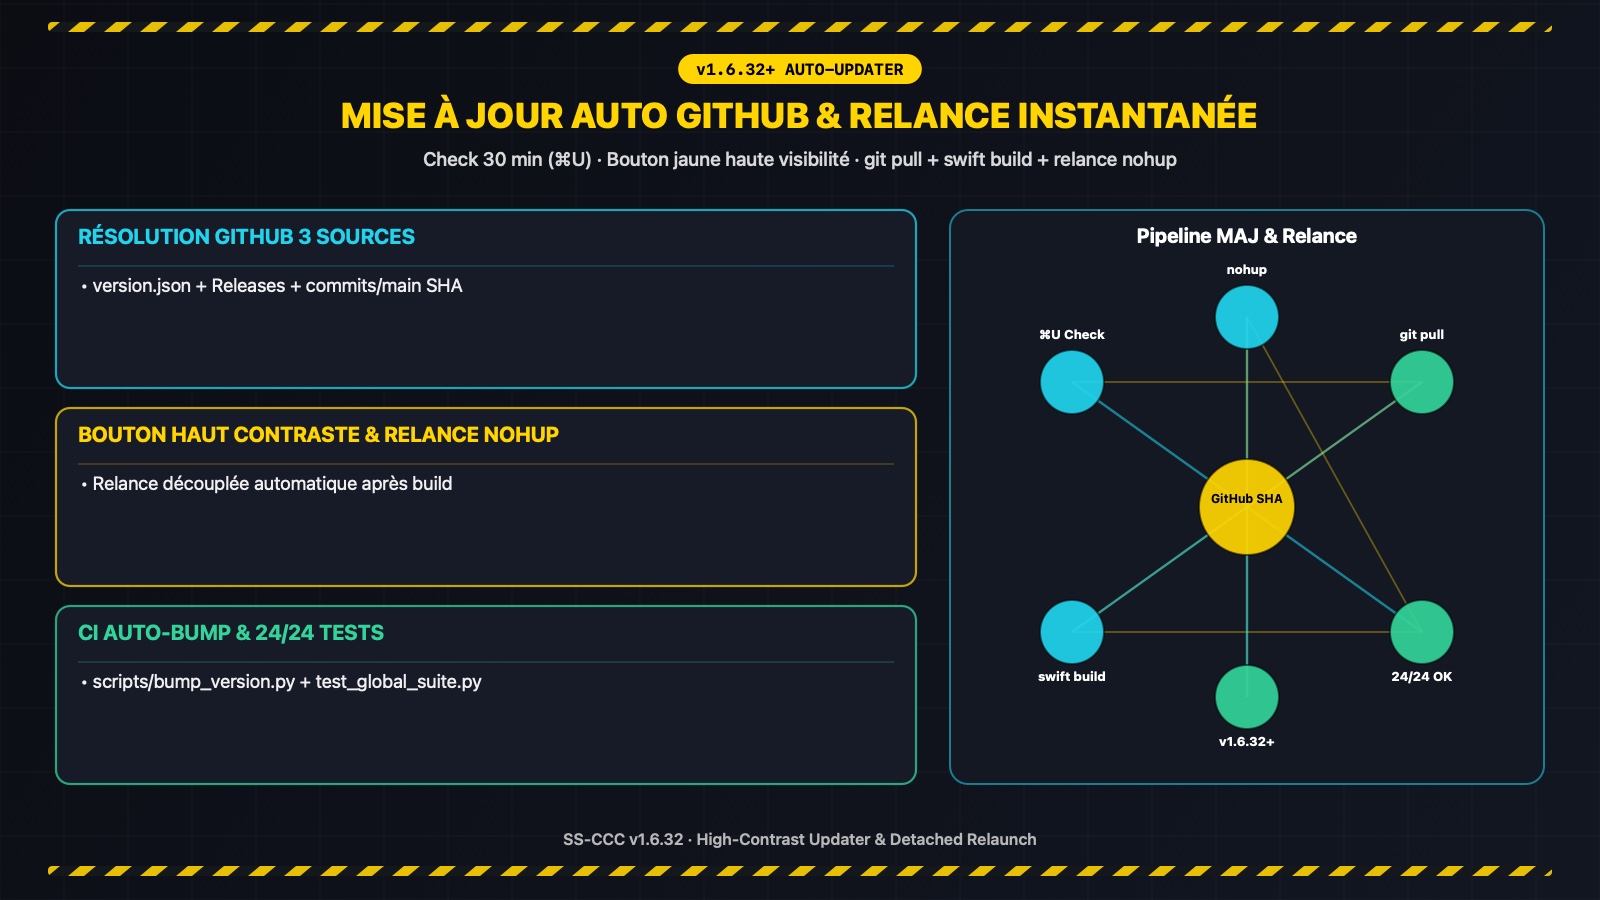 v1.6.32+ AUTO-UPDATER
MISE À JOUR AUTO GITHUB & RELANCE INSTANTANÉE
Check 30 min (⌘U) · Bouton jaune haute visibilité · git pull + swift build + relance nohup
RÉSOLUTION GITHUB 3 SOURCES
• version.json + Releases + commits/main SHA
BOUTON HAUT CONTRASTE & RELANCE NOHUP
• Relance découplée automatique après build
CI AUTO-BUMP & 24/24 TESTS
• scripts/bump_version.py + test_global_suite.py
Pipeline MAJ & Relance
nohup
⌘U Check
git pull
GitHub SHA
swift build
24/24 OK
v1.6.32+
SS-CCC v1.6.32 · High-Contrast Updater & Detached Relaunch